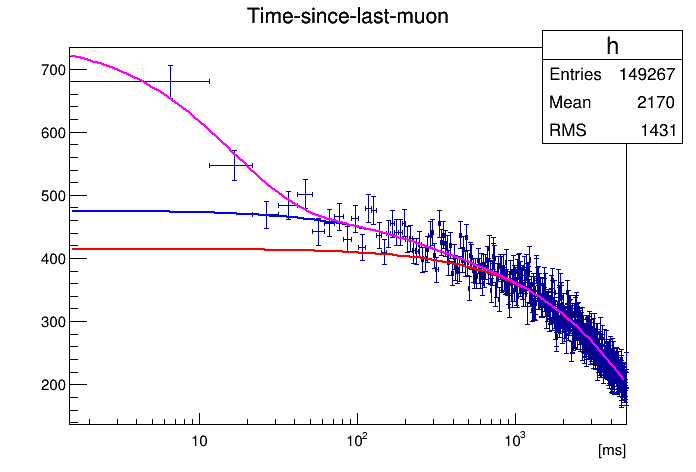 Time-since-last-muon
h
Entries 149267
Mean 2170
RMS 1431
700
600
500
400
300
200
10
10²
10³
[ms]